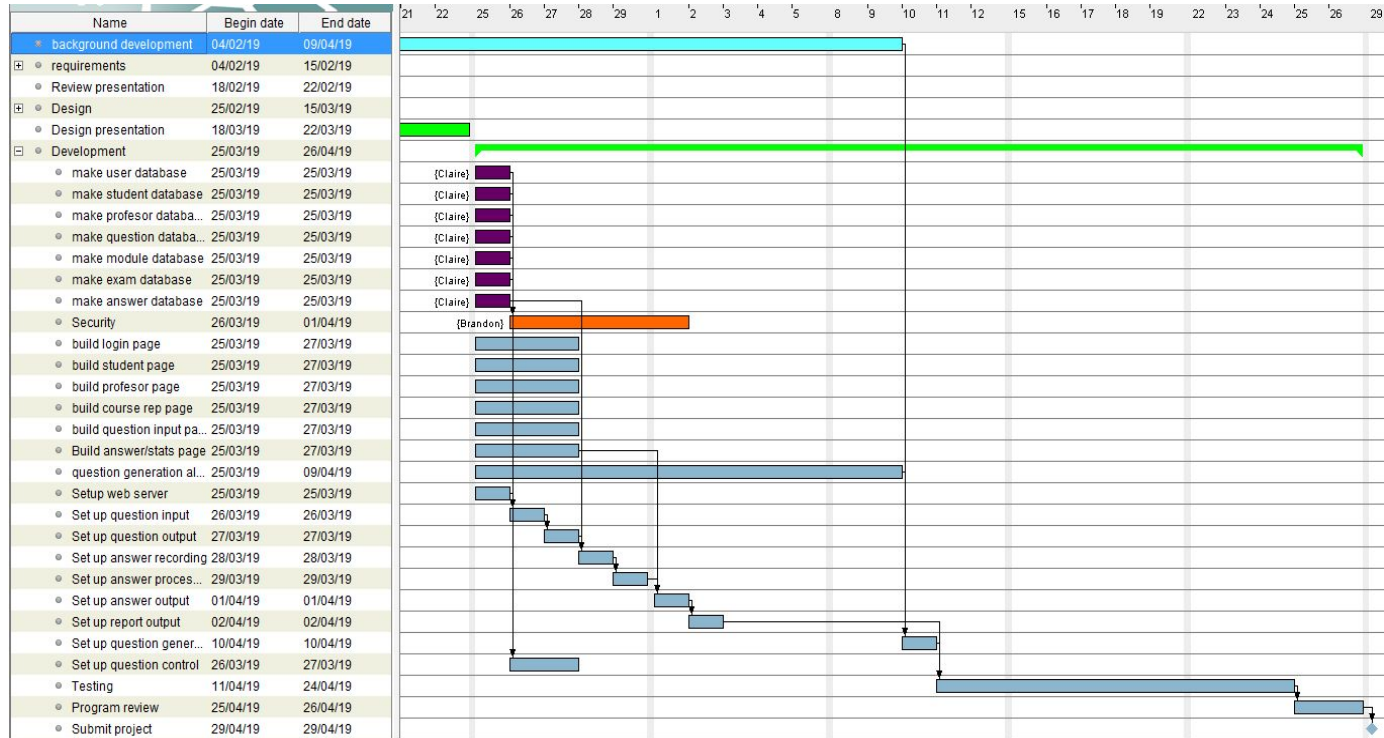 Name Begin date End date
21 22 25 26 27 28 29 1 2 3 4 5 8 9 10 11 12 15 16 17 18 19 22 23 24 25 26 29
background development 04/02/19 09/04/19
requirements 04/02/19 15/02/19
Review presentation 18/02/19 22/02/19
Design 25/02/19 15/03/19
Design presentation 18/03/19 22/03/19
Development 25/03/19 26/04/19
make user database 25/03/19 25/03/19 {Claire}
make student database 25/03/19 25/03/19 {Claire}
make profesor databa... 25/03/19 25/03/19 {Claire}
make question databa... 25/03/19 25/03/19 {Claire}
make module database 25/03/19 25/03/19 {Claire}
make exam database 25/03/19 25/03/19 {Claire}
make answer database 25/03/19 25/03/19 {Claire}
Security 26/03/19 01/04/19 {Brandon}
build login page 25/03/19 27/03/19
build student page 25/03/19 27/03/19
build profesor page 25/03/19 27/03/19
build course rep page 25/03/19 27/03/19
build question input pa... 25/03/19 27/03/19
Build answer/stats page 25/03/19 27/03/19
question generation al... 25/03/19 09/04/19
Setup web server 25/03/19 25/03/19
Set up question input 26/03/19 26/03/19
Set up question output 27/03/19 27/03/19
Set up answer recording 28/03/19 28/03/19
Set up answer proces... 29/03/19 29/03/19
Set up answer output 01/04/19 01/04/19
Set up report output 02/04/19 02/04/19
Set up question gener... 10/04/19 10/04/19
Set up question control 26/03/19 27/03/19
Testing 11/04/19 24/04/19
Program review 25/04/19 26/04/19
Submit project 29/04/19 29/04/19